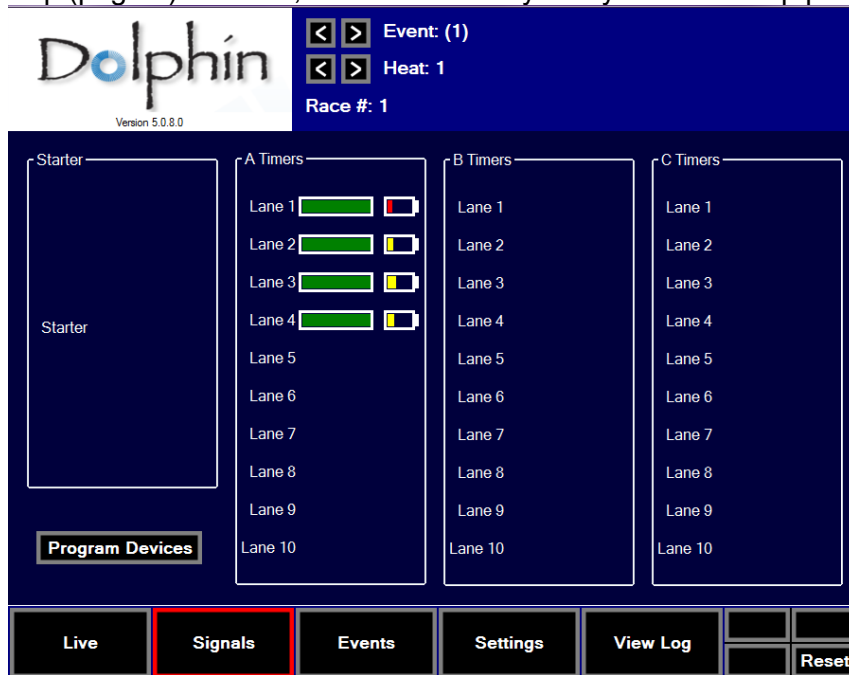 Dolphin
Version 5.0.8.0
< > Event: (1)
< > Heat: 1
Race #: 1
Starter
Starter
Program Devices
A Timers
Lane 1
Lane 2
Lane 3
Lane 4
Lane 5
Lane 6
Lane 7
Lane 8
Lane 9
Lane 10
B Timers
Lane 1
Lane 2
Lane 3
Lane 4
Lane 5
Lane 6
Lane 7
Lane 8
Lane 9
Lane 10
C Timers
Lane 1
Lane 2
Lane 3
Lane 4
Lane 5
Lane 6
Lane 7
Lane 8
Lane 9
Lane 10
Live
Signals
Events
Settings
View Log
Reset